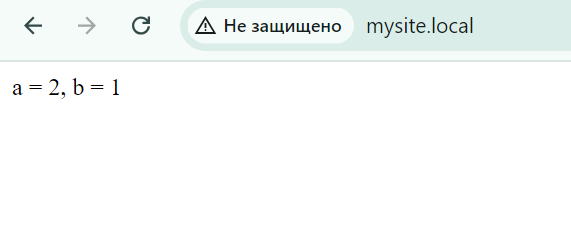 Не защищено mysite.local
a = 2, b = 1